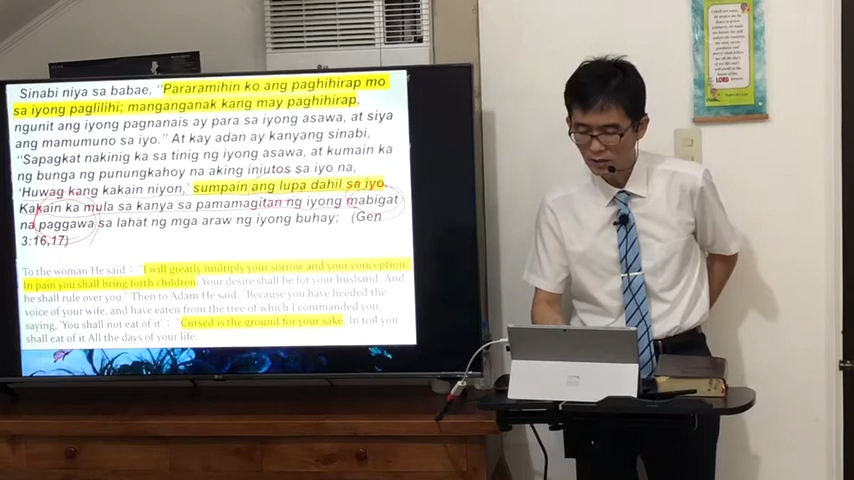 Sinabi niya sa babae, "Pararamihin ko ang paghihirap mo
sa iyong paglilihi; manganganak kang may paghihirap,
ngunit ang iyong pagnanais ay para sa iyong asawa, at siya
ang mamumuno sa iyo." At kay adan ay kanyang sinabi,
"Sapagkat nakinig ka sa tinig ng iyong asawa, at kumain ka
ng bunga ng punungkahoy na aking iniutos sa iyo na,
'Huwag kang kakain niyon,' sumpain ang lupa dahil sa iyo.
Kakain ka mula sa kanya sa pamamagitan ng iyong mabigat
na paggawa sa lahat ng mga araw ng iyong buhay; (Gen
3:16,17)
To the woman He said : "I will greatly multiply your sorrow and your conception;
In pain you shall bring forth children; Your desire shall be for your husband, And
he shall rule over you." Then to Adam He said, "Because you have heeded the
voice of your wife, and have eaten from the tree of which I commanded you,
saying, 'You shall not eat of it' : "Cursed is the ground for your sake; In toil you
shall eat of it All the days of your life.
LORD